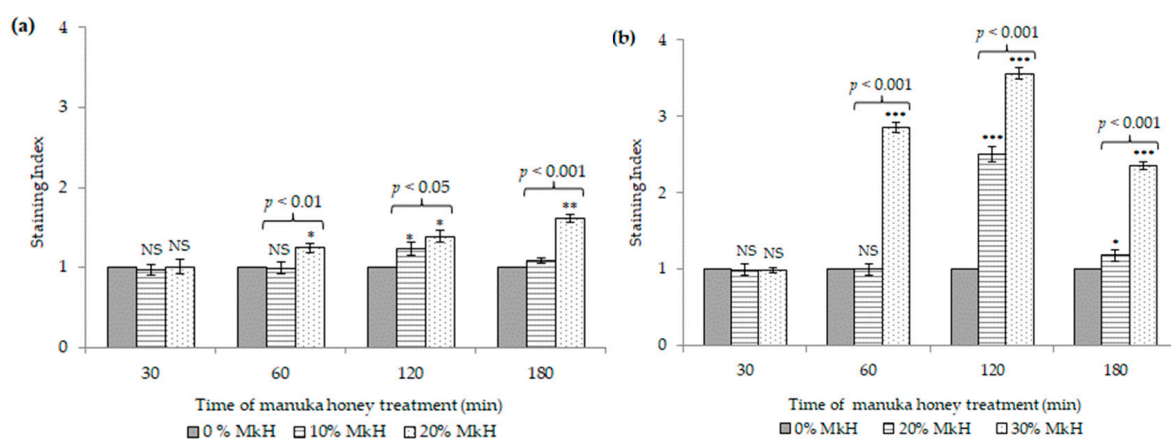 (a)
4
3
2
1
0
Staining Index
NS NS
p < 0.01
NS *
p < 0.05
* *
p < 0.001
**
30 60 120 180
Time of manuka honey treatment (min)
0 % MkH 10% MkH 20% MkH
(b)
4
3
2
1
0
Staining Index
NS NS
p < 0.001
NS ***
p < 0.001
*** ***
p < 0.001
* ***
30 60 120 180
Time of manuka honey treatment (min)
0% MkH 20% MkH 30% MkH